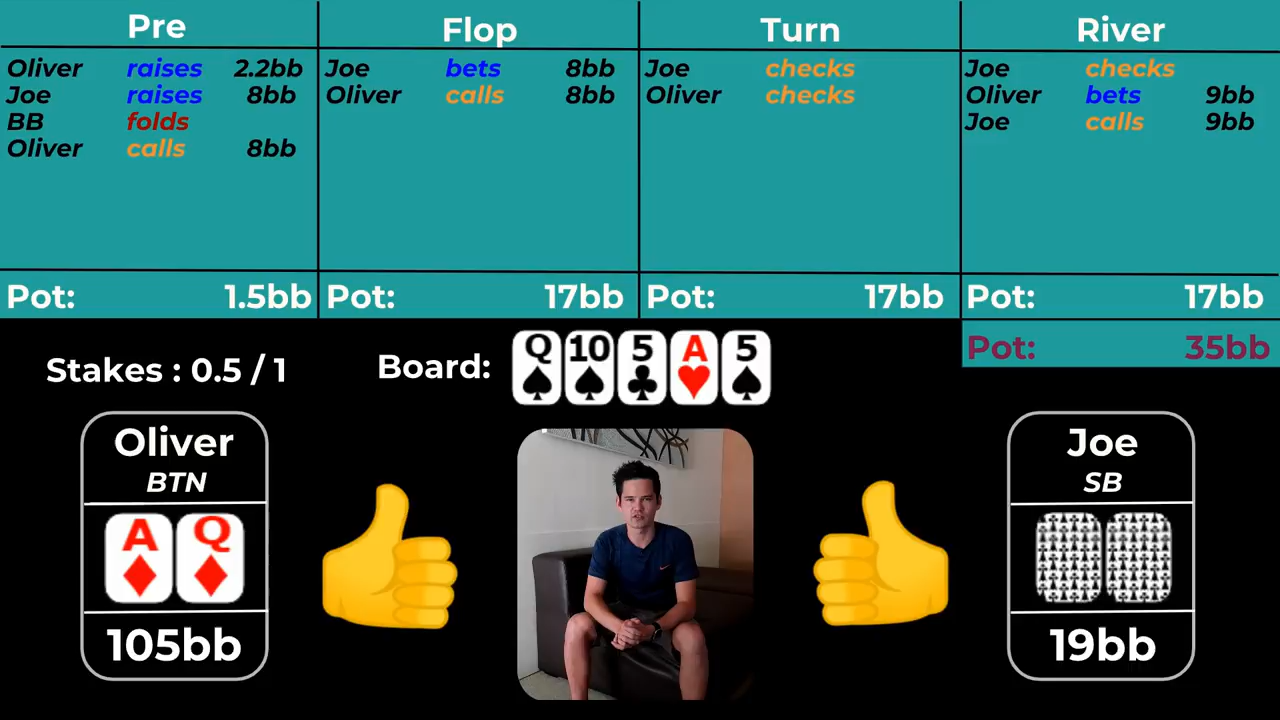 Pre
Oliver raises 2.2bb
Joe raises 8bb
BB folds
Oliver calls 8bb
Pot: 1.5bb
Flop
Joe bets 8bb
Oliver calls 8bb
Pot: 17bb
Turn
Joe checks
Oliver checks
Pot: 17bb
River
Joe checks
Oliver bets 9bb
Joe calls 9bb
Pot: 17bb
Pot: 35bb
Stakes : 0.5 / 1
Board: Q 10 5 A 5
Oliver
BTN
A Q
105bb
Joe
SB
19bb